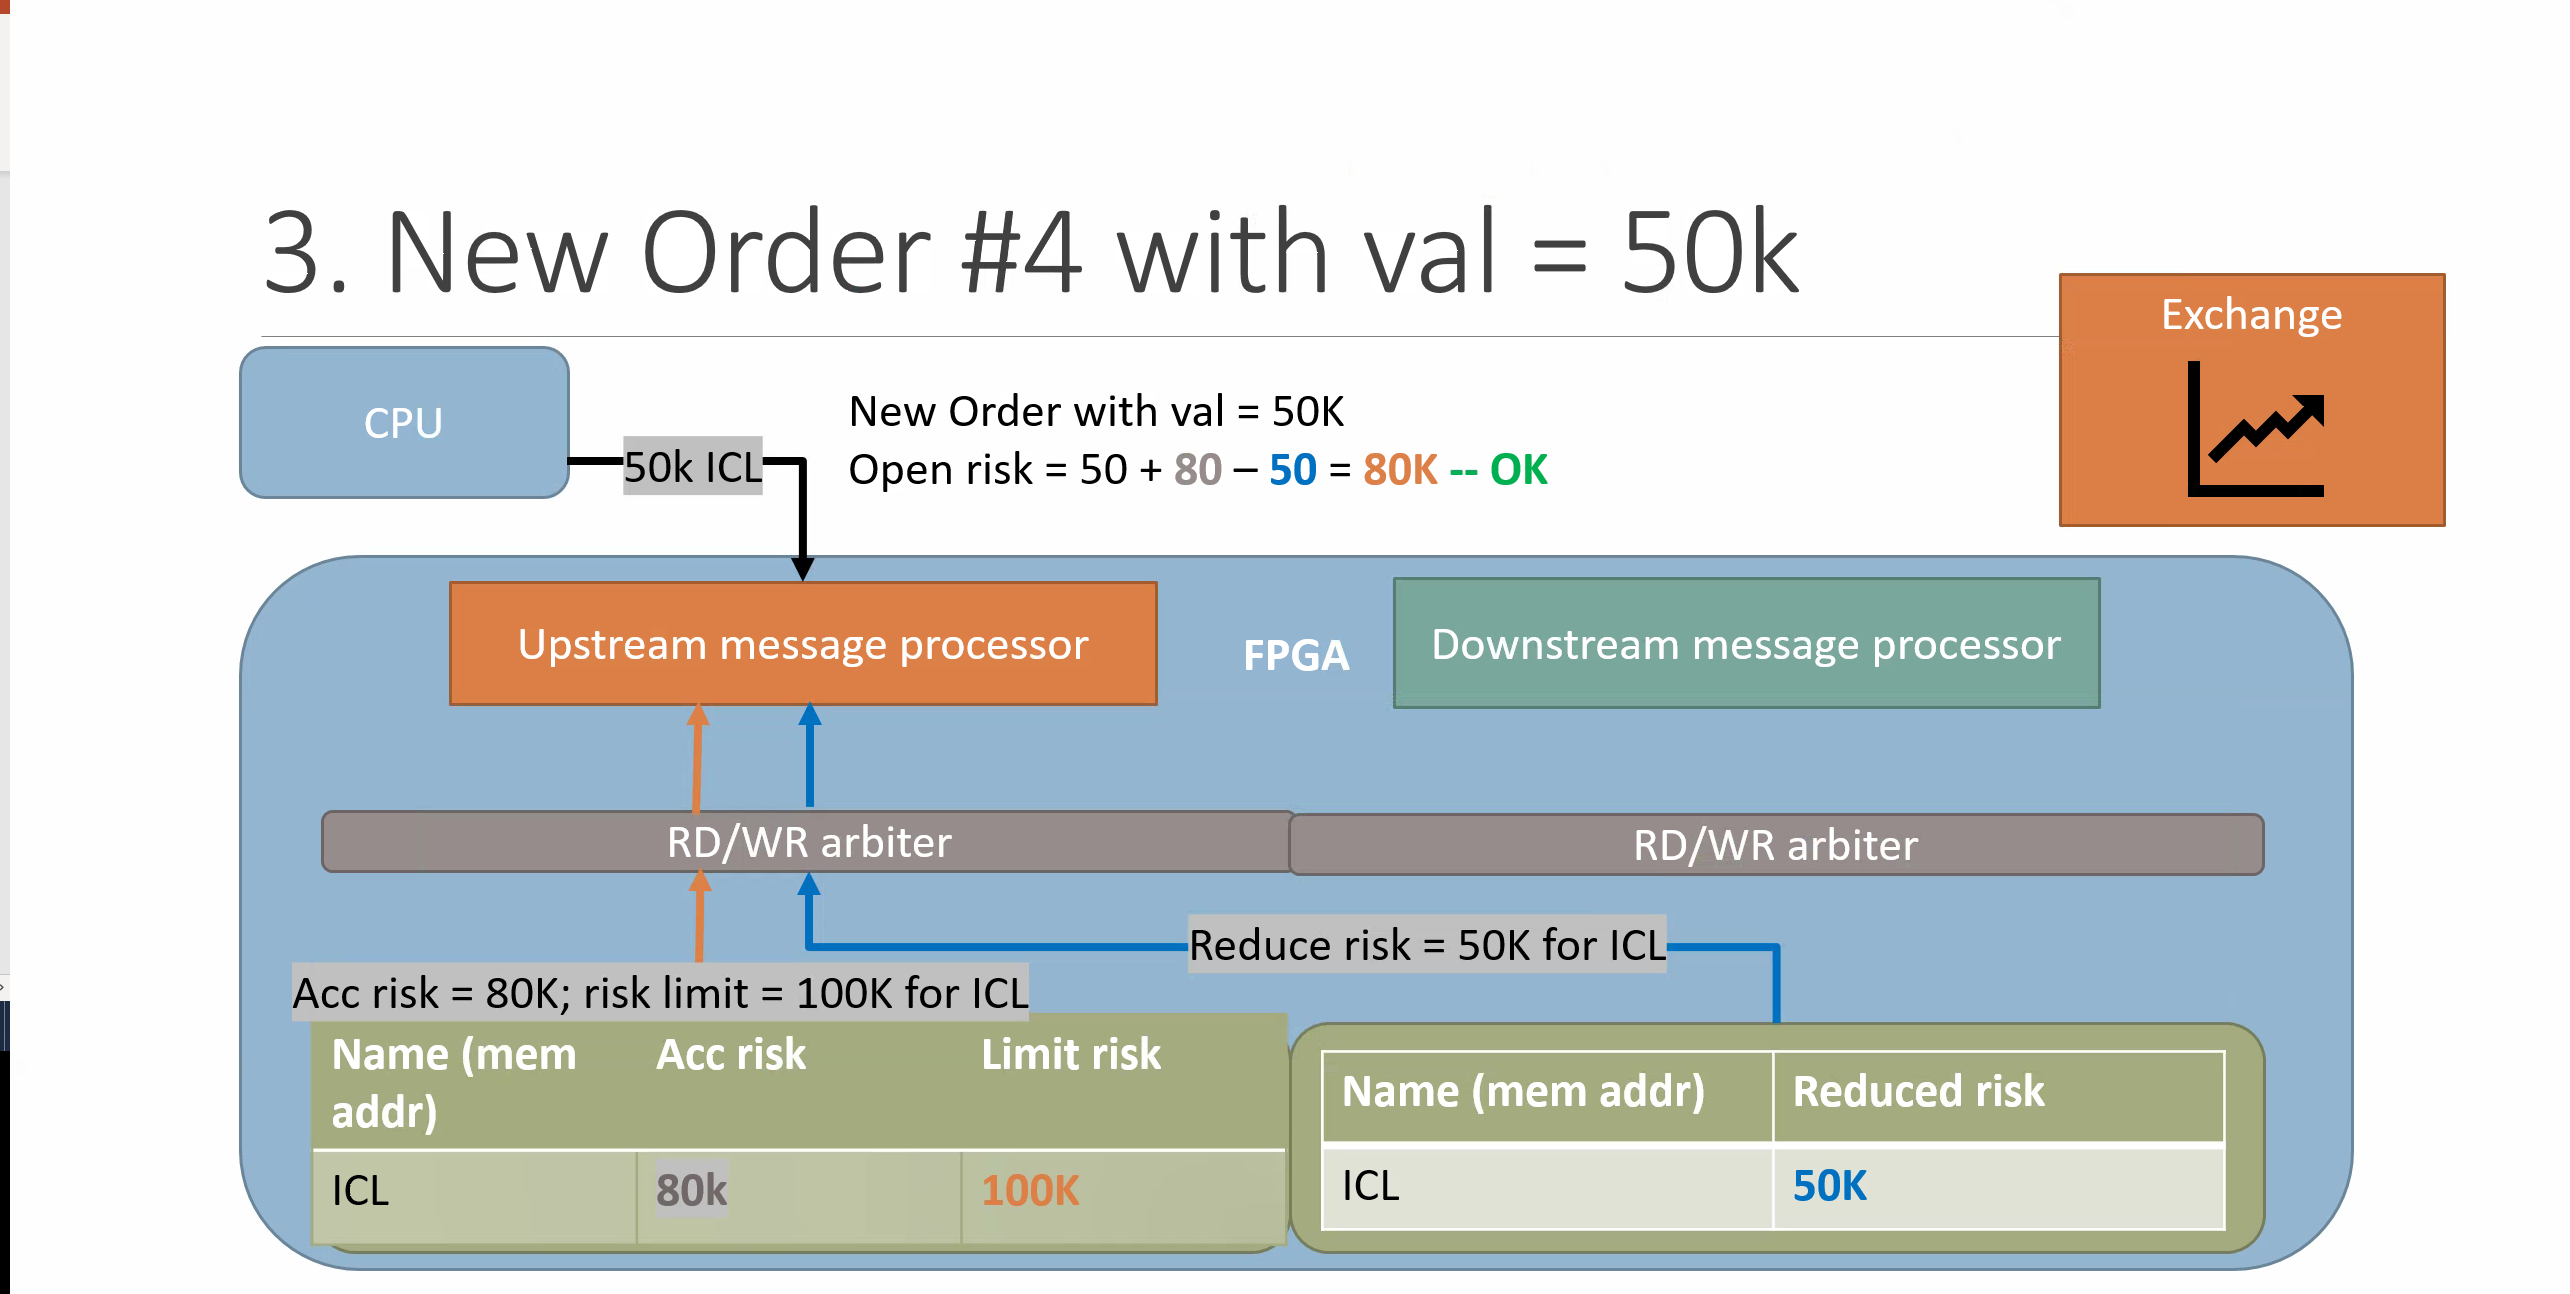 3. New Order #4 with val = 50k
Exchange
CPU
50k ICL
New Order with val = 50K
Open risk = 50 + 80 – 50 = 80K -- OK
Upstream message processor
FPGA
Downstream message processor
RD/WR arbiter
RD/WR arbiter
Reduce risk = 50K for ICL
Acc risk = 80K; risk limit = 100K for ICL
Name (mem
addr)
Acc risk
Limit risk
ICL
80k
100K
Name (mem addr)
Reduced risk
ICL
50K